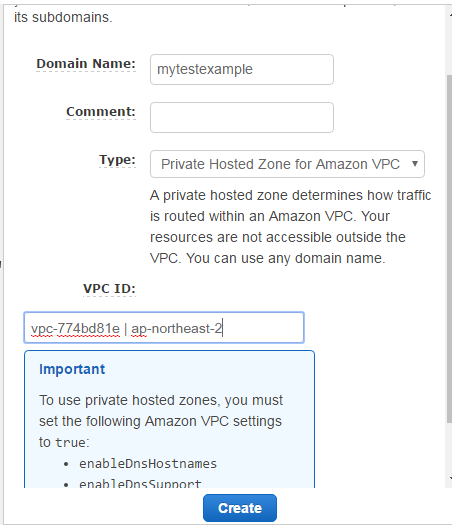 its subdomains.
Domain Name: mytestexample
Comment:
Type: Private Hosted Zone for Amazon VPC
A private hosted zone determines how traffic
is routed within an Amazon VPC. Your
resources are not accessible outside the
VPC. You can use any domain name.
VPC ID:
vpc-774bd81e | ap-northeast-2
Important
To use private hosted zones, you must
set the following Amazon VPC settings
to true:
• enableDnsHostnames
• enableDnsSupport
Create